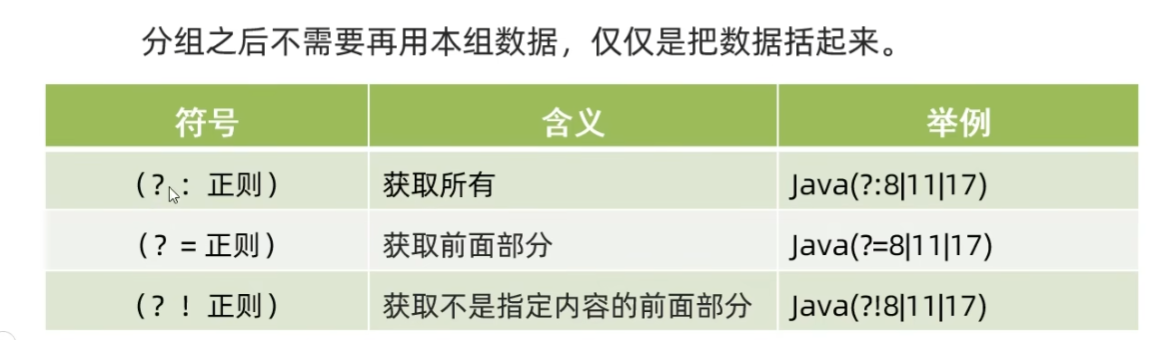 分组之后不需要再用本组数据，仅仅是把数据括起来。
符号 含义 举例
（？：正则） 获取所有 Java(?:8|11|17)
（？=正则） 获取前面部分 Java(?=8|11|17)
（？！正则） 获取不是指定内容的前面部分 Java(?!8|11|17)